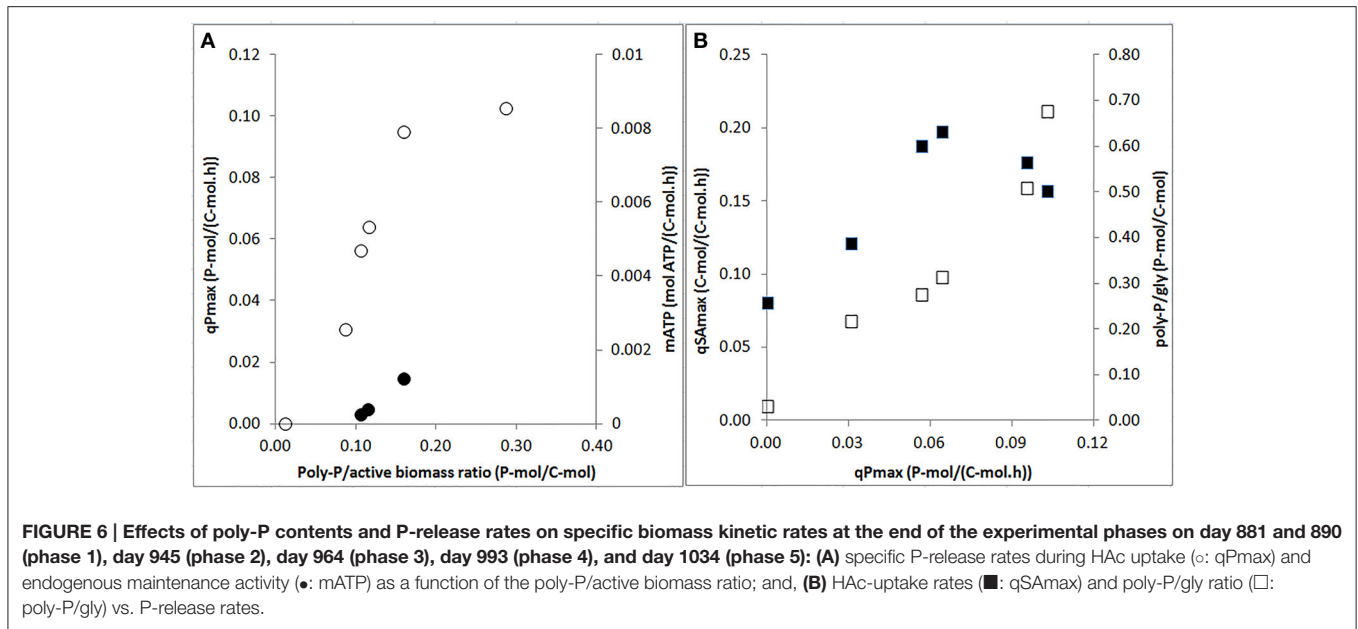 A
0.12
0.10
0.08
0.06
0.04
0.02
0.00
qPmax (P-mol/(C-mol.h))
0.01
0.008
0.006
0.004
0.002
0
mATP (mol ATP/(C-mol.h)
0.00 0.10 0.20 0.30 0.40
Poly-P/active biomass ratio (P-mol/C-mol)
B
0.25
0.20
0.15
0.10
0.05
0.00
qSAmax (C-mol/(C-mol.h))
0.80
0.70
0.60
0.50
0.40
0.30
0.20
0.10
0.00
poly-P/gly (P-mol/C-mol)
0.00 0.03 0.06 0.09 0.12
qPmax (P-mol/(C-mol.h))
FIGURE 6 | Effects of poly-P contents and P-release rates on specific biomass kinetic rates at the end of the experimental phases on day 881 and 890
(phase 1), day 945 (phase 2), day 964 (phase 3), day 993 (phase 4), and day 1034 (phase 5): (A) specific P-release rates during HAc uptake (○: qPmax) and
endogenous maintenance activity (●: mATP) as a function of the poly-P/active biomass ratio; and, (B) HAc-uptake rates (■: qSAmax) and poly-P/gly ratio (□:
poly-P/gly) vs. P-release rates.